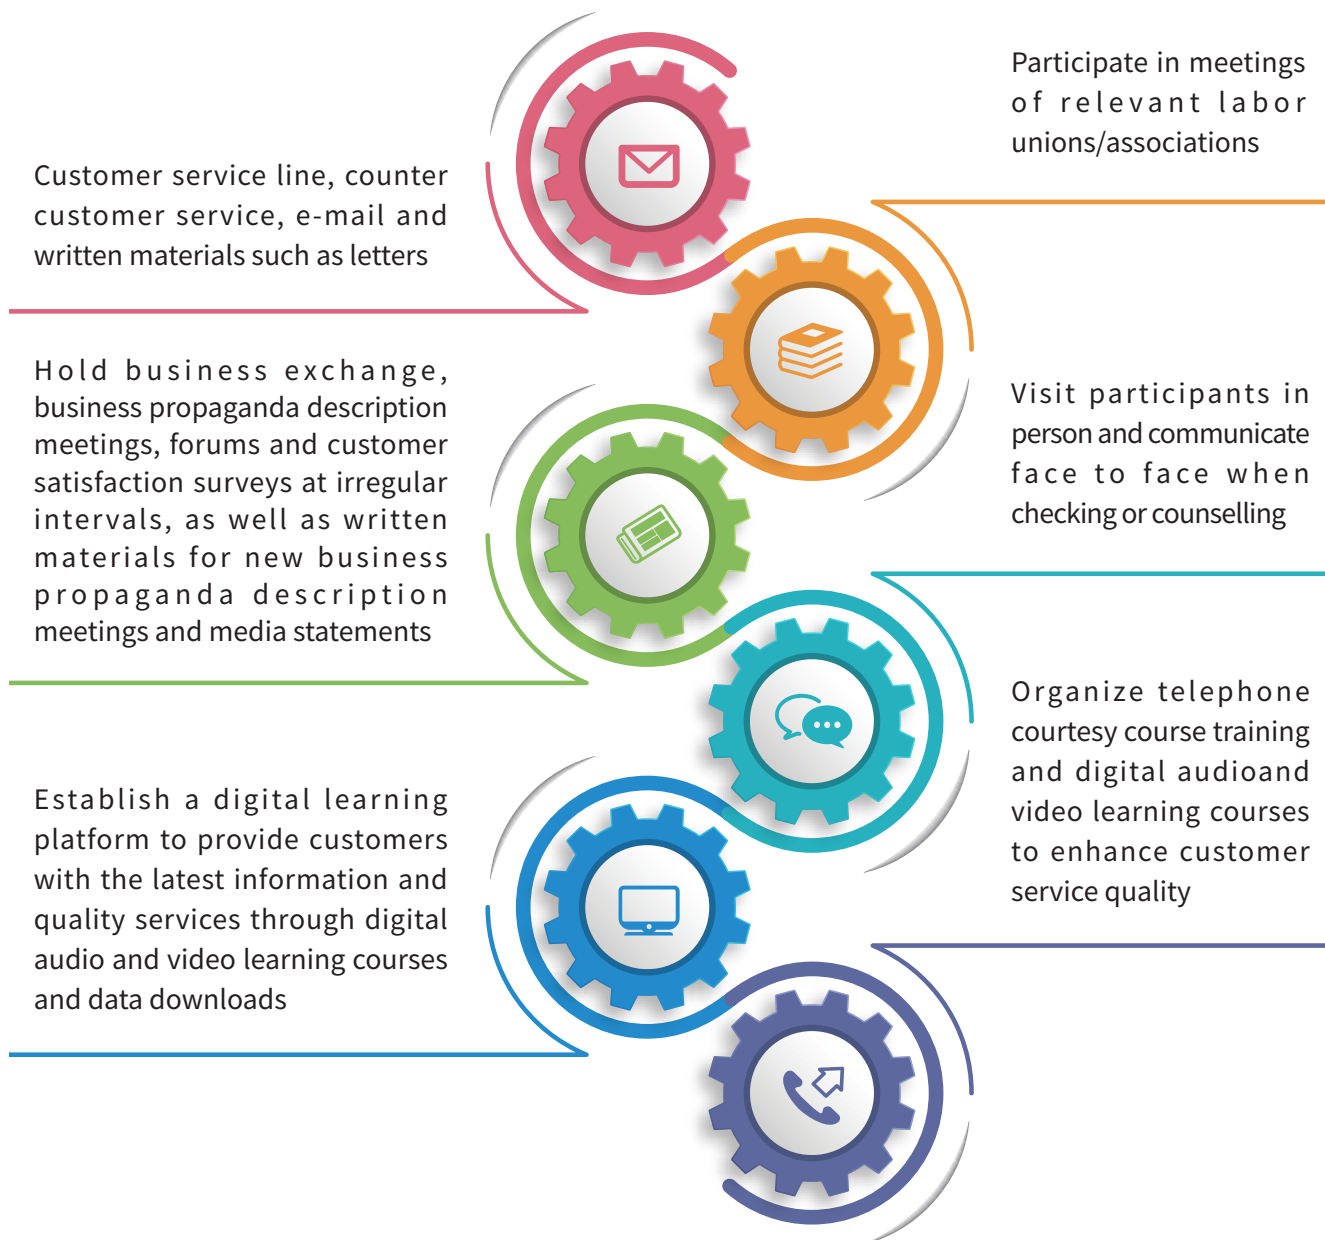 Customer service line, counter
customer service, e-mail and
written materials such as letters
Participate in meetings
of relevant labor
unions/associations
Hold business exchange,
business propaganda description
meetings, forums and customer
satisfaction surveys at irregular
intervals, as well as written
materials for new business
propaganda description
meetings and media statements
Visit participants in
person and communicate
face to face when
checking or counselling
Establish a digital learning
platform to provide customers
with the latest information and
quality services through digital
audio and video learning courses
and data downloads
Organize telephone
courtesy course training
and digital audioand
video learning courses
to enhance customer
service quality